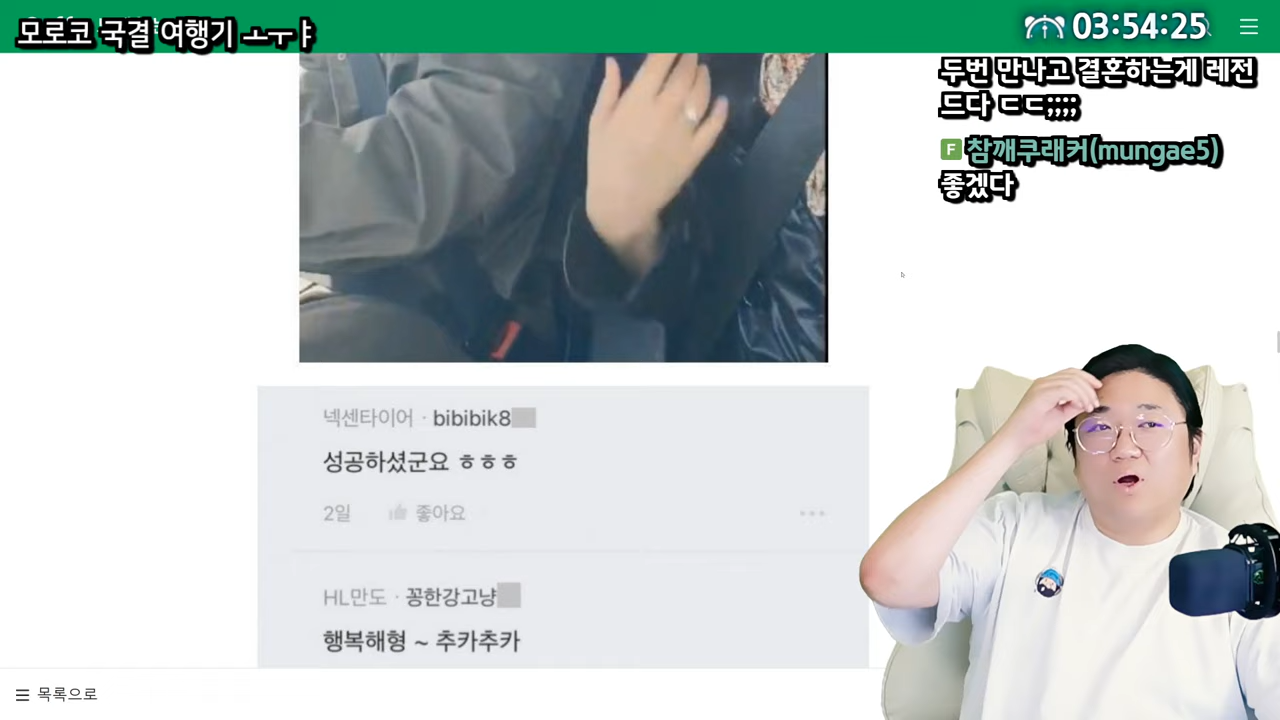 모로코 국결 여행기 ㅗㅜㅑ
03:54:25
두번 만나고 결혼하는게 레전
드다 ㄷㄷ;;;;
F 참깨쿠래커(mungae5)
좋겠다
넥센타이어 · bibibik8
성공하셨군요 ㅎㅎㅎ
2일 좋아요
HL만도 · 꽁한강고냥
행복해형 ~ 추카추카
목록으로